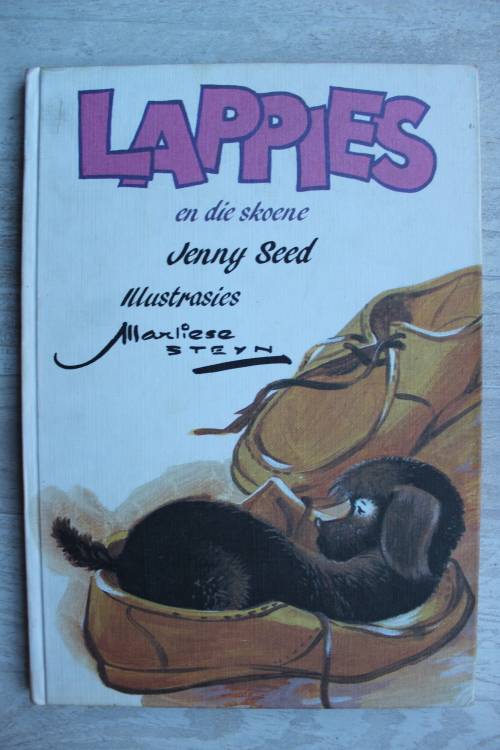 LAPPIES
en die skoene
Jenny Seed
Illustrasies
Marliese
STEYN